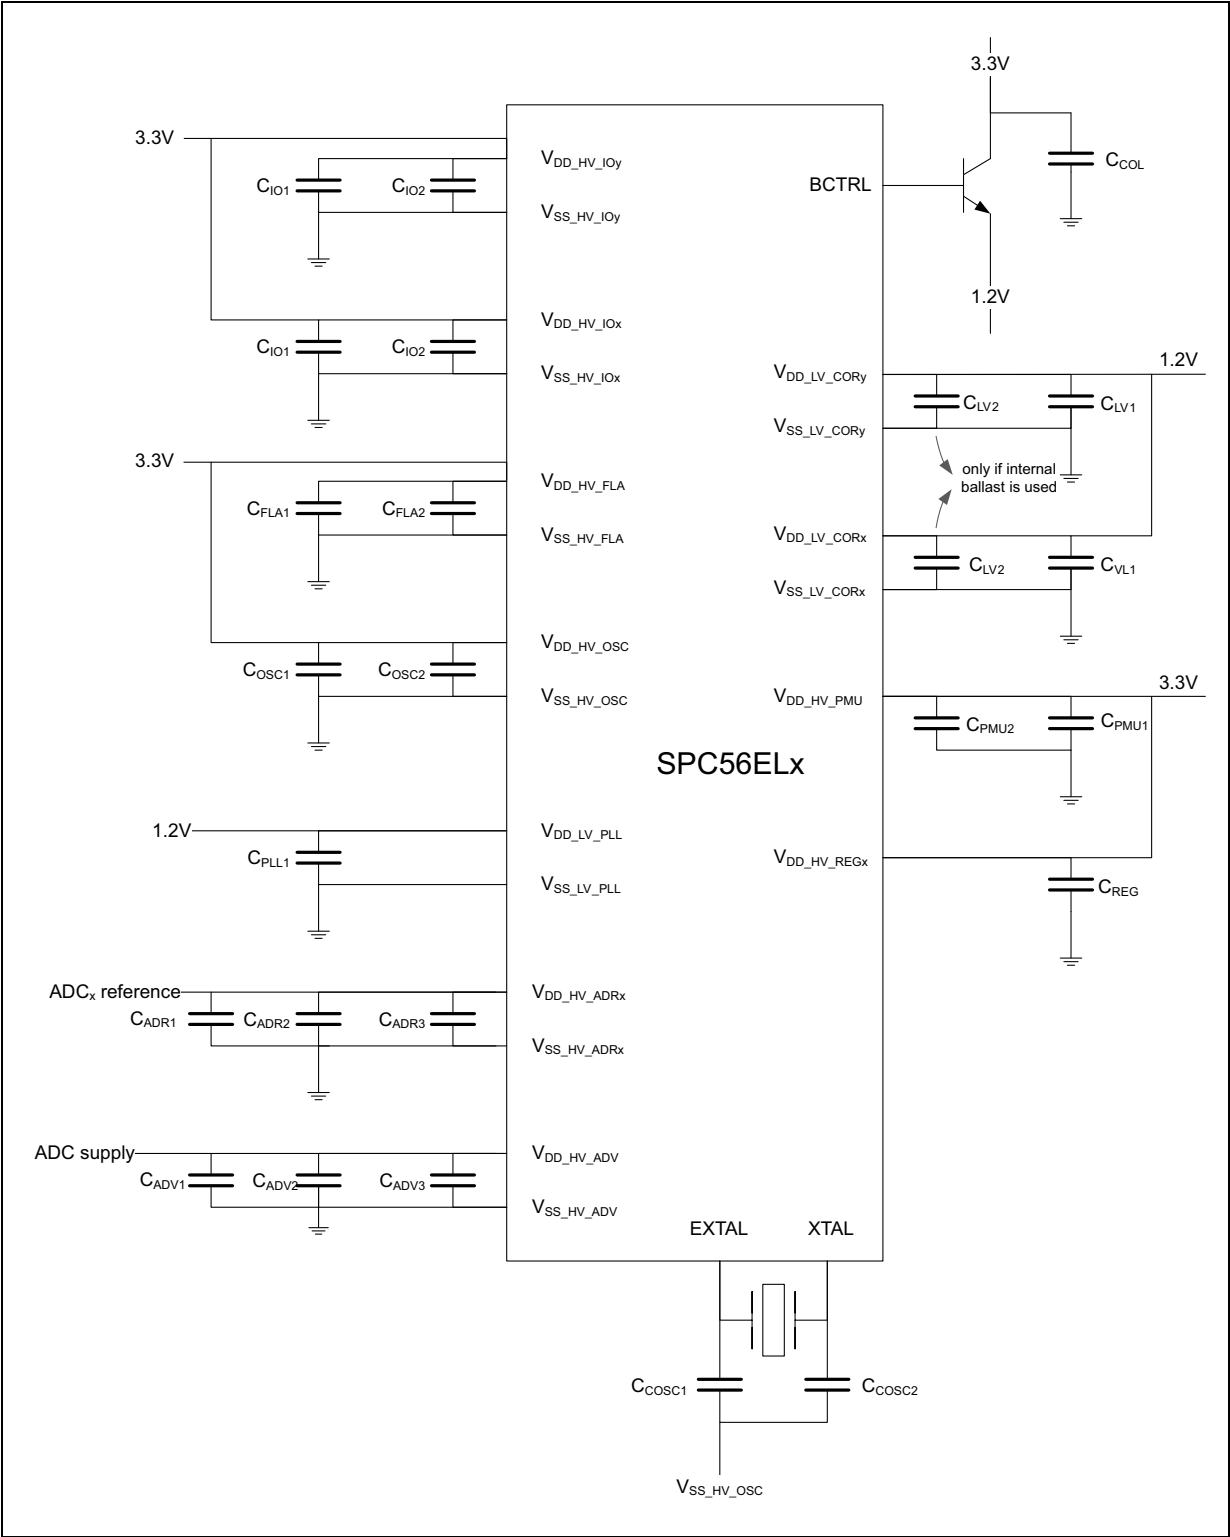 3.3V
3.3V
V_DD_HV_IOy
BCTRL
C_COL
C_IO1
C_IO2
V_SS_HV_IOy
1.2V
V_DD_HV_IOx
C_IO1
C_IO2
V_SS_HV_IOx
V_DD_LV_CORy
1.2V
C_LV2
C_LV1
V_SS_LV_CORy
3.3V
only if internal
ballast is used
V_DD_HV_FLA
C_FLA1
C_FLA2
V_SS_HV_FLA
V_DD_LV_CORx
C_LV2
C_VL1
V_SS_LV_CORx
V_DD_HV_OSC
C_OSC1
C_OSC2
V_SS_HV_OSC
V_DD_HV_PMU
3.3V
C_PMU2
C_PMU1
SPC56ELx
1.2V
V_DD_LV_PLL
C_PLL1
V_SS_LV_PLL
V_DD_HV_REGx
C_REG
ADCx reference
V_DD_HV_ADRx
C_ADR1
C_ADR2
C_ADR3
V_SS_HV_ADRx
ADC supply
V_DD_HV_ADV
C_ADV1
C_ADV2
C_ADV3
V_SS_HV_ADV
EXTAL
XTAL
C_COSC1
C_COSC2
V_SS_HV_OSC